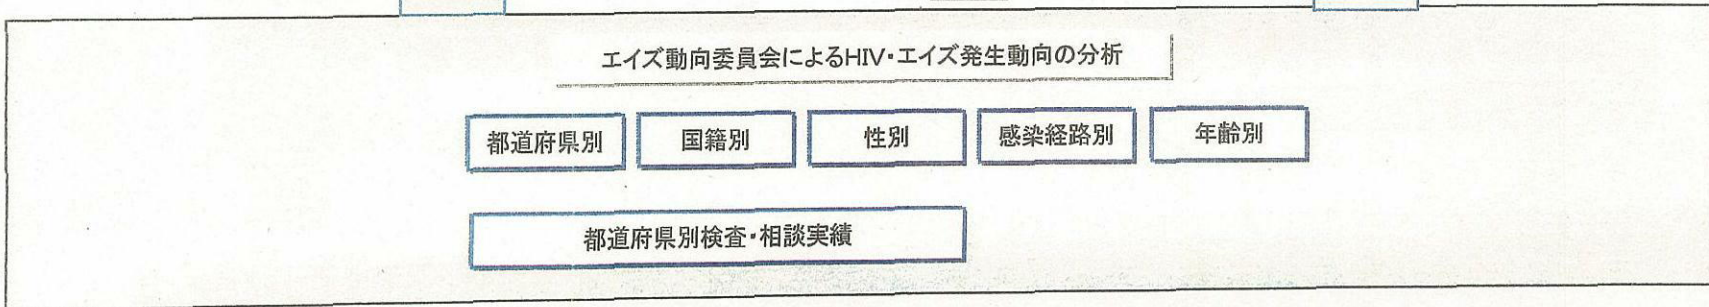 エイズ動向委員会によるHIV・エイズ発生動向の分析
都道府県別 国籍別 性別 感染経路別 年齢別
都道府県別検査・相談実績